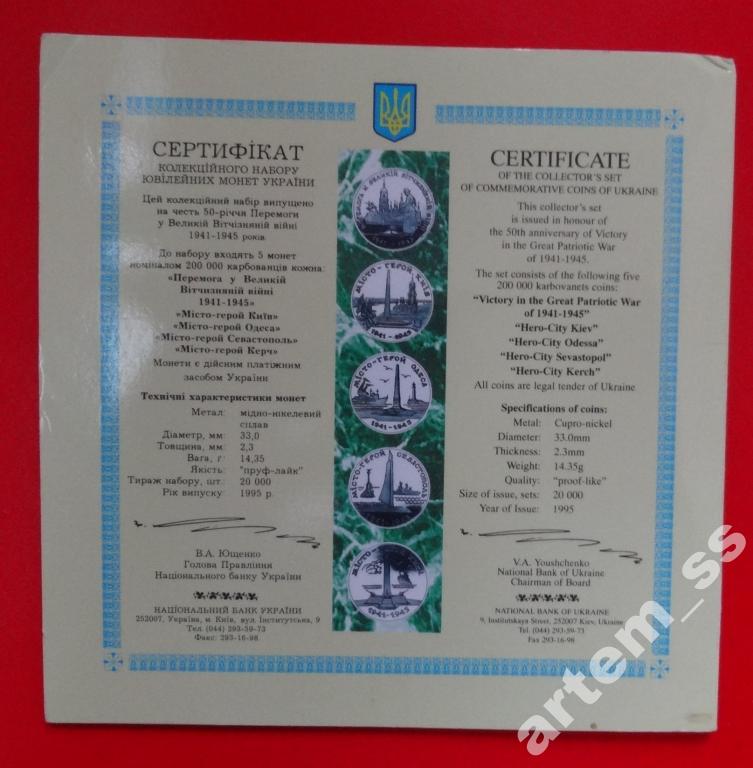 СЕРТИФІКАТ
КОЛЕКЦІЙНОГО НАБОРУ
ЮВІЛЕЙНИХ МОНЕТ УКРАЇНИ
Цей колекційний набір випущено
на честь 50-річчя Перемоги
у Великій Вітчизняній війні
1941-1945 років
До набору входять 5 монет
номіналом 200 000 карбованців кожна:
«Перемога у Великій
Вітчизняній війні
1941-1945»
«Місто-герой Київ»
«Місто-герой Одеса»
«Місто-герой Севастополь»
«Місто-герой Керч»
Монети є дійсним платіжним
засобом України
Технічні характеристики монет
Метал: мідно-нікелевий
сплав
Діаметр, мм: 33,0
Товщина, мм: 2,3
Вага, г: 14,35
Якість: "пруф-лайк"
Тираж набору, шт.: 20 000
Рік випуску: 1995 р.
В.А. Ющенко
Голова Правління
Національного банку України
НАЦІОНАЛЬНИЙ БАНК УКРАЇНИ
252007, Україна, м. Київ, вул. Інститутська, 9
Тел. (044) 293-59-73
Факс: 293-16-98
МІСТО-ГЕРОЙ КИЇВ
1941-1945
МІСТО-ГЕРОЙ ОДЕСА
1941-1945
МІСТО-ГЕРОЙ СЕВАСТОПОЛЬ
1941-1945
CERTIFICATE
OF THE COLLECTOR'S SET
OF COMMEMORATIVE COINS OF UKRAINE
This collector's set
is issued in honour of
the 50th anniversary of Victory
in the Great Patriotic War
of 1941-1945.
The set consists of the following five
200 000 karbovanets coins:
"Victory in the Great Patriotic War
of 1941-1945"
"Hero-City Kiev"
"Hero-City Odessa"
"Hero-City Sevastopol"
"Hero-City Kerch"
All coins are legal tender of Ukraine
Specifications of coins:
Metal: Cupro-nickel
Diameter: 33.0mm
Thickness: 2.3mm
Weight: 14.35g
Quality: "proof-like"
Size of issue, sets: 20 000
Year of Issue: 1995
V.A. Youshchenko
National Bank of Ukraine
Chairman of Board
NATIONAL BANK OF UKRAINE
9, Institutskaya Street, 252007 Kiev, Ukraine
Tel. (044) 293-59-73
Fax 293-16-98
artem_ss